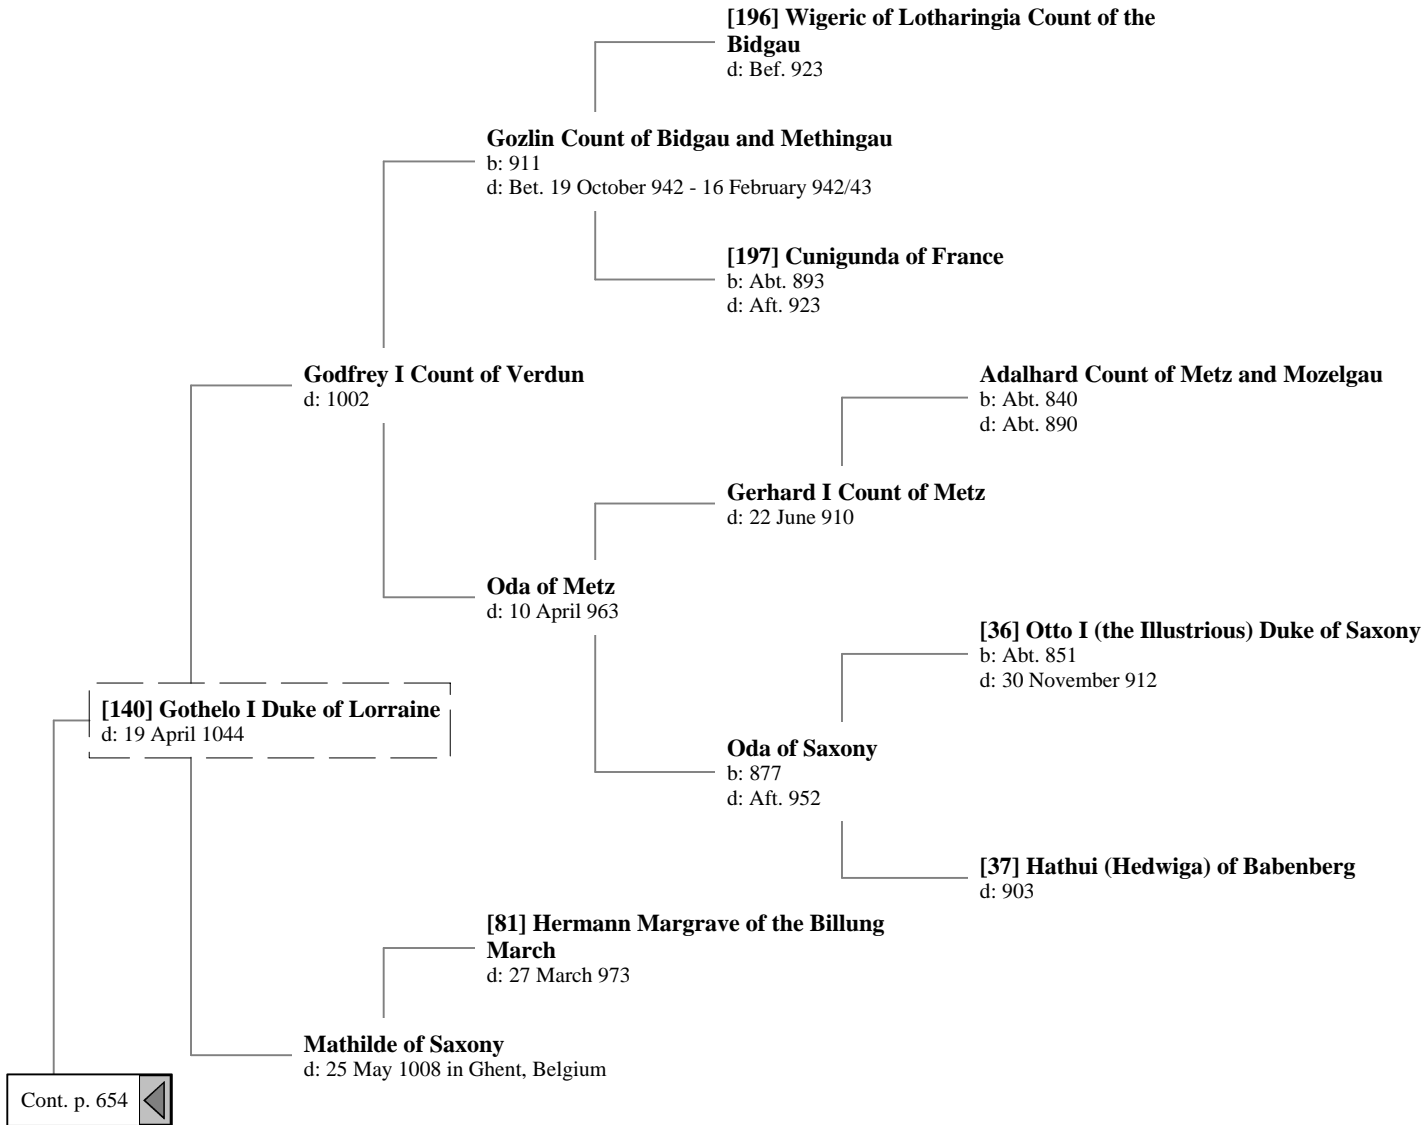 [196] Wigeric of Lotharingia Count of the
Bidgau
d: Bef. 923
Gozlin Count of Bidgau and Methingau
b: 911
d: Bet. 19 October 942 - 16 February 942/43
[197] Cunigunda of France
b: Abt. 893
d: Aft. 923
Godfrey I Count of Verdun
d: 1002
Adalhard Count of Metz and Mozelgau
b: Abt. 840
d: Abt. 890
Gerhard I Count of Metz
d: 22 June 910
Oda of Metz
d: 10 April 963
[36] Otto I (the Illustrious) Duke of Saxony
b: Abt. 851
d: 30 November 912
[140] Gothelo I Duke of Lorraine
d: 19 April 1044
Oda of Saxony
b: 877
d: Aft. 952
[37] Hathui (Hedwiga) of Babenberg
d: 903
[81] Hermann Margrave of the Billung
March
d: 27 March 973
Mathilde of Saxony
d: 25 May 1008 in Ghent, Belgium
Cont. p. 654